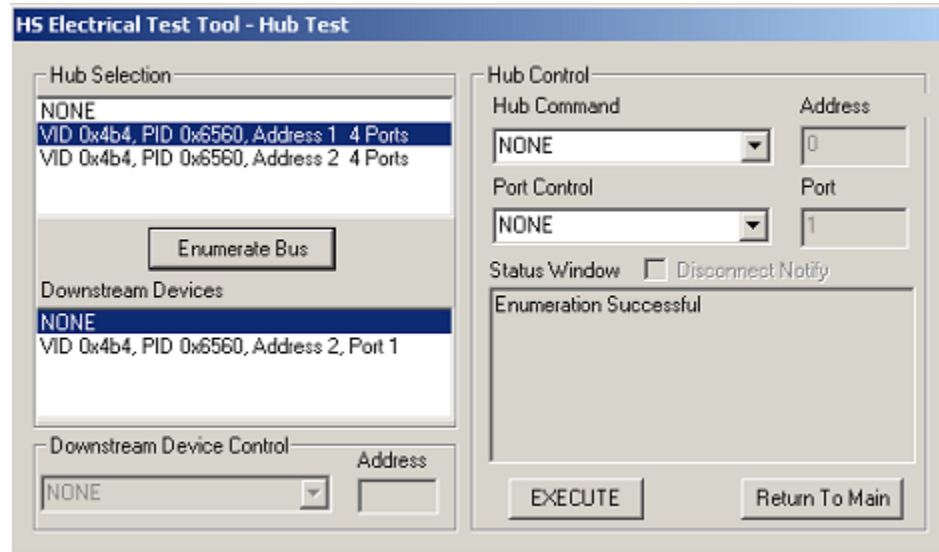 HS Electrical Test Tool - Hub Test
Hub Selection
NONE
VID 0x4b4, PID 0x6560, Address 1 4 Ports
VID 0x4b4, PID 0x6560, Address 2 4 Ports
Enumerate Bus
Downstream Devices
NONE
VID 0x4b4, PID 0x6560, Address 2, Port 1
Downstream Device Control
Address
NONE
Hub Control
Hub Command Address
NONE 0
Port Control Port
NONE 1
Status Window Disconnect Notify
Enumeration Successful
EXECUTE Return To Main